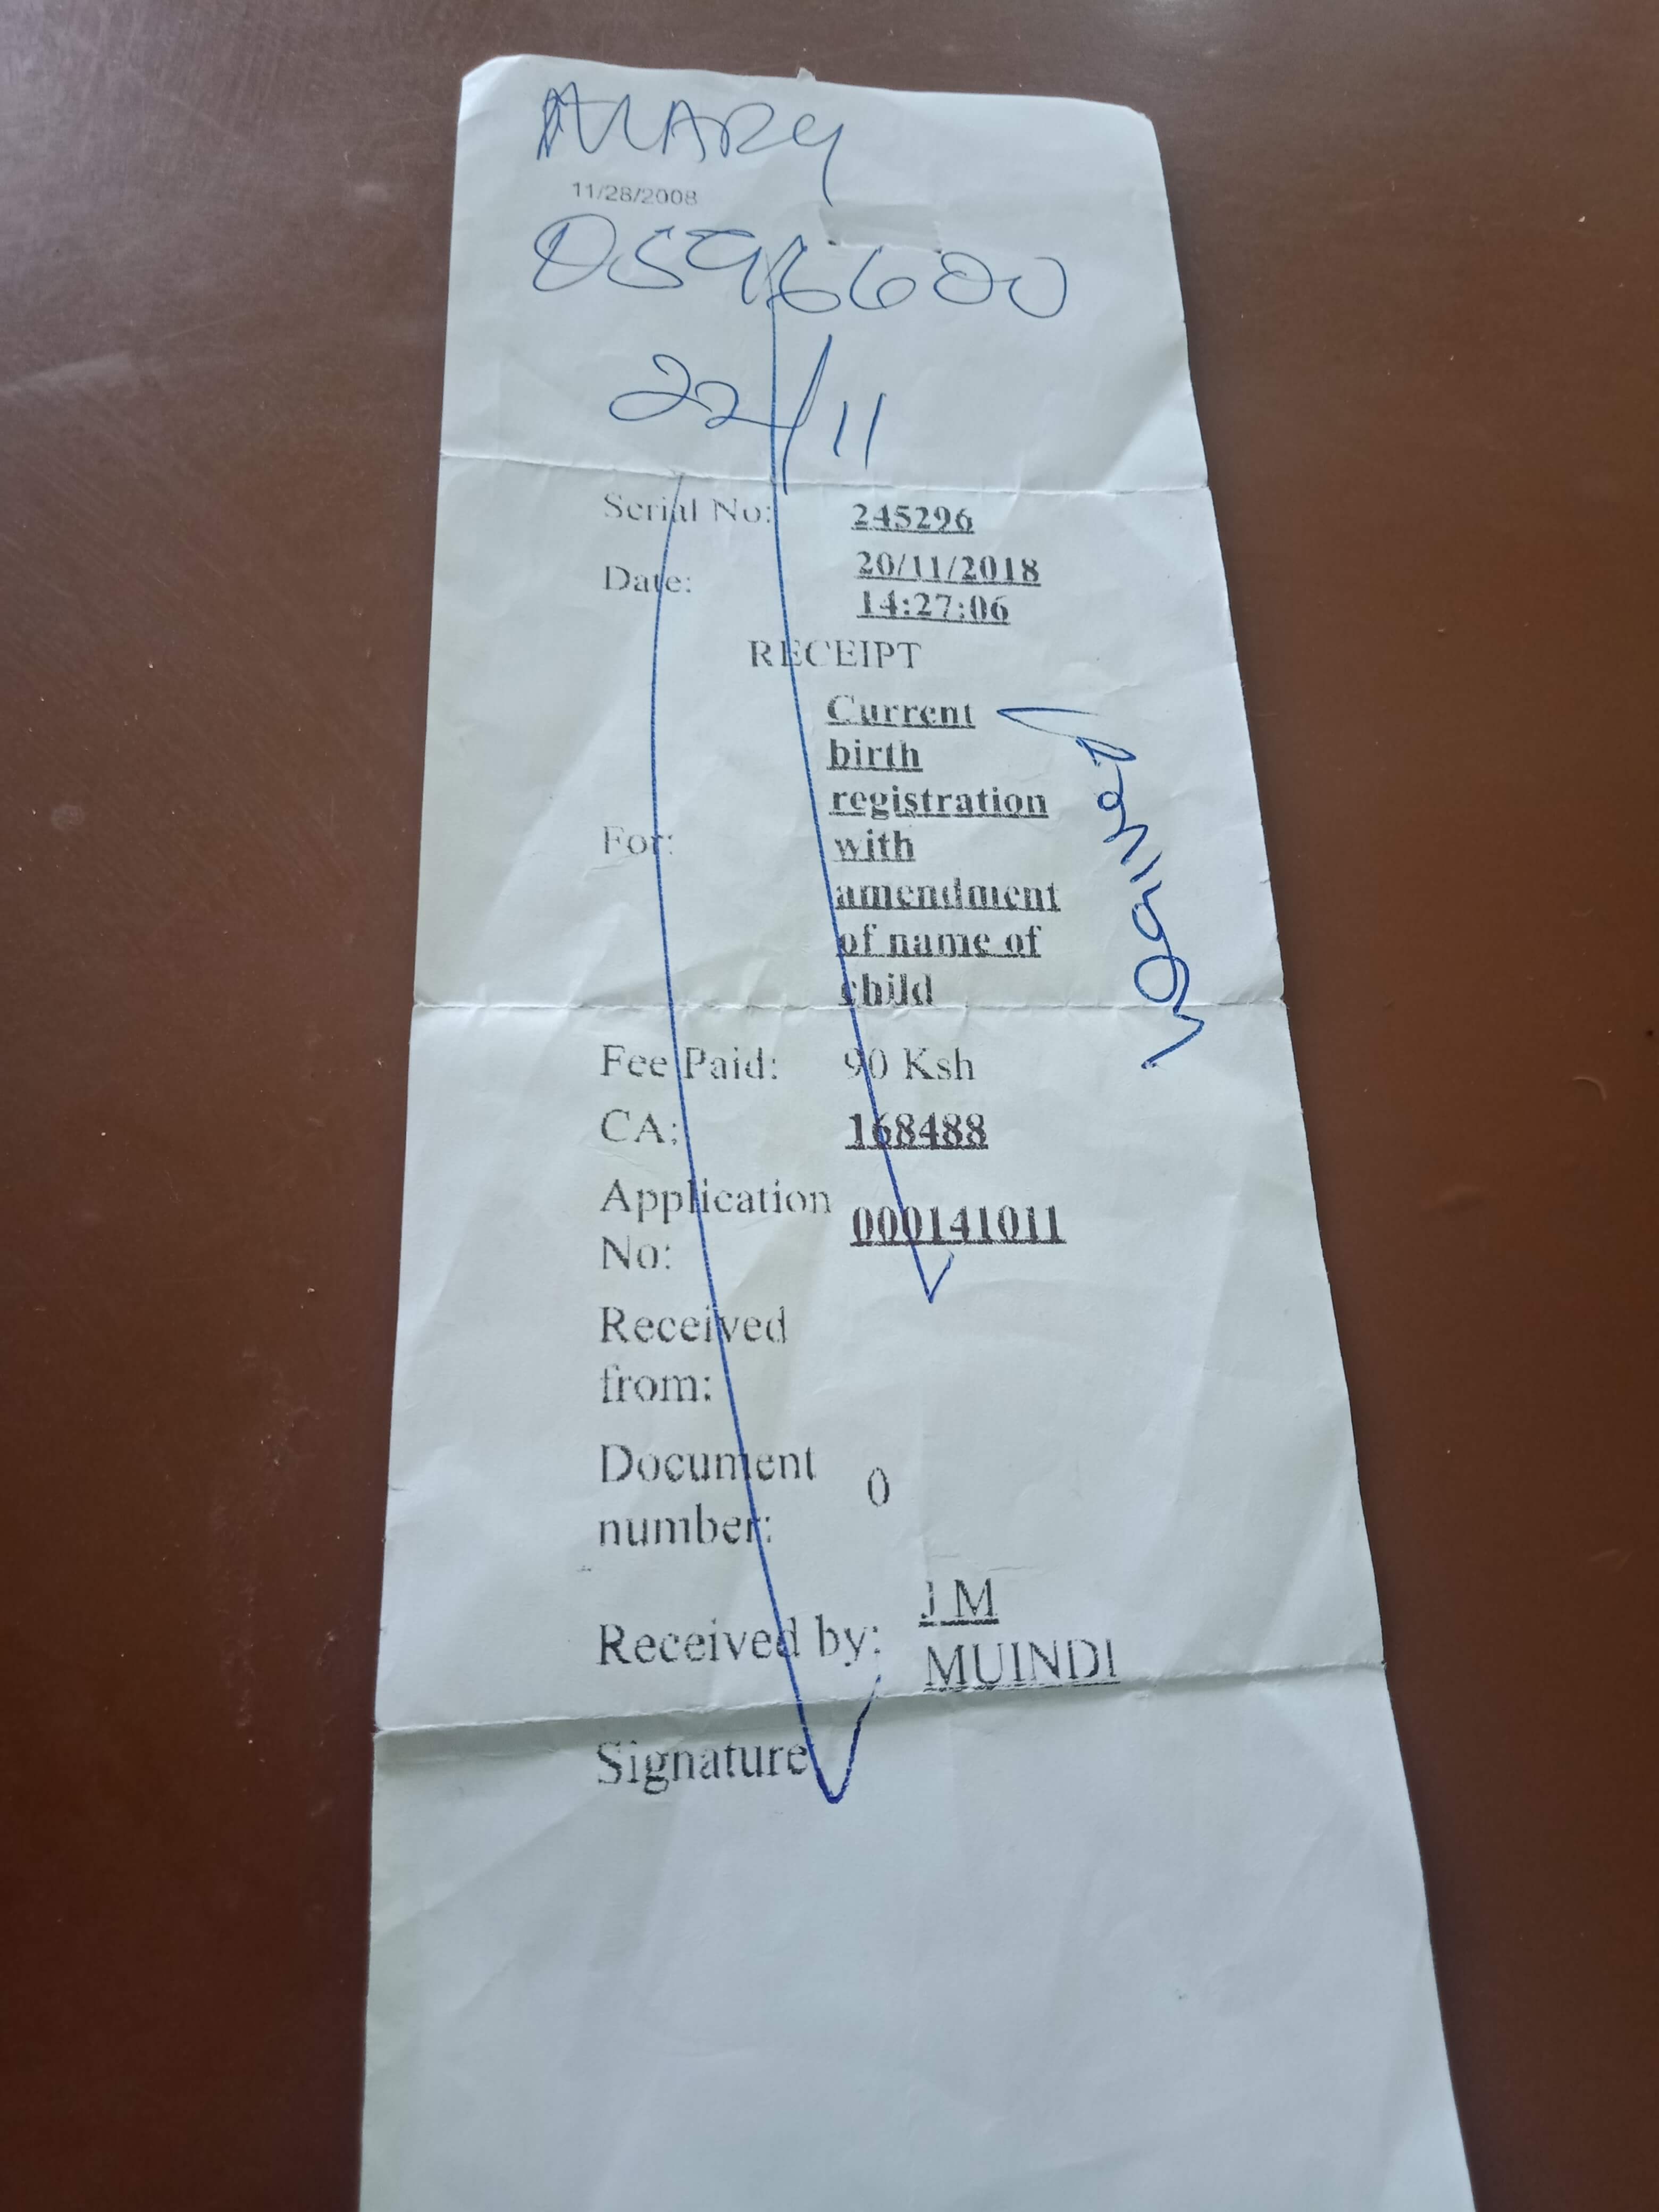 MARY
11/28/2008
0596600
22/11
Serial No: 245296
Date: 20/11/2018
14:27:06
RECEIPT
For: Current
birth
registration
with
amendment
of name of
child
Fee Paid: 90 Ksh
CA: 168488
Application
No: 000141011
Received
from:
Document
number: 0
Received by: J M
MUINDI
Signature